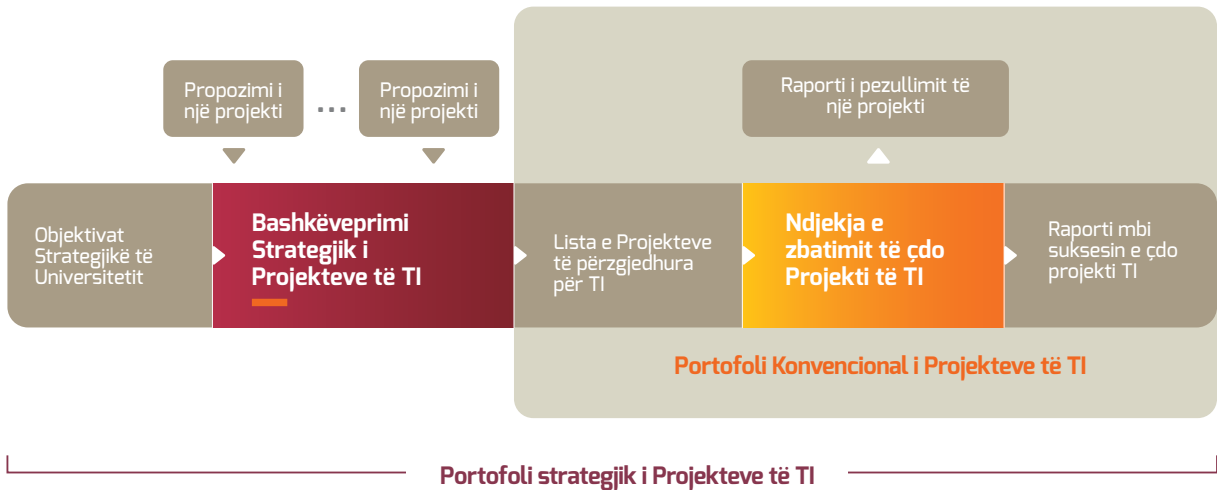 Propozimi i
një projekti
...
Propozimi i
një projekti
Raporti i pezullimit të
një projekti
Objektivat
Strategjikë të
Universitetit
Bashkëveprimi
Strategjik i
Projekteve të TI
Lista e Projekteve
të përzgjedhura
për TI
Ndjekja e
zbatimit të çdo
Projekti të TI
Raporti mbi
suksesin e çdo
projekti TI
Portofoli Konvencional i Projekteve të TI
Portofoli strategjik i Projekteve të TI